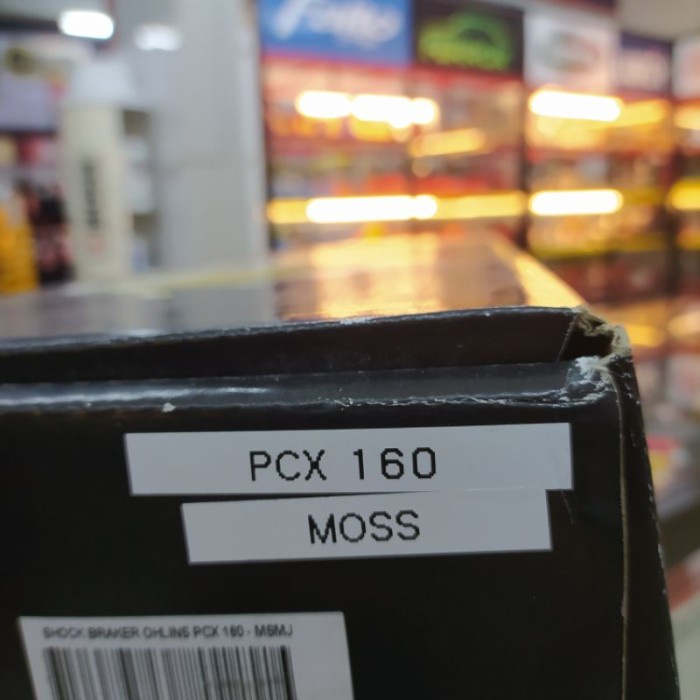 PCX 160
MOSS
SHOCK BRAKER OHLINS PCX 160 - MSMJ